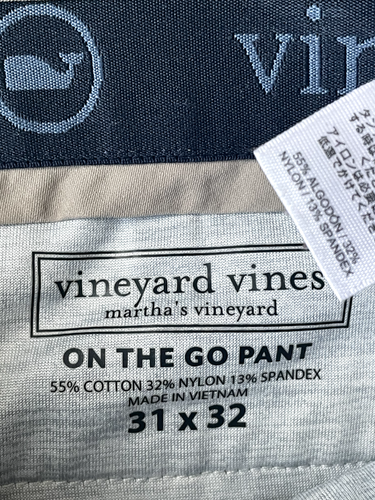 vin
vineyard vines
martha's vineyard
ON THE GO PANT
55% COTTON 32% NYLON 13% SPANDEX
MADE IN VIETNAM
31 x 32
55% ALGODÓN / 32%
NYLON / 13% SPANDEX